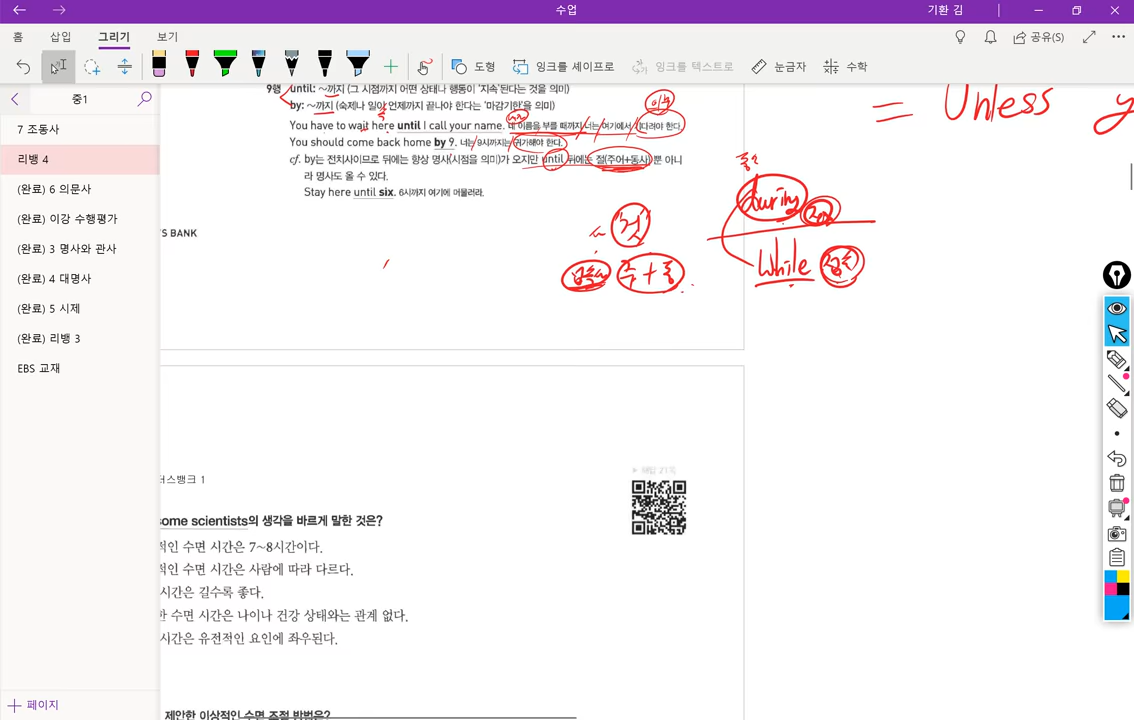 수업
기환 김
홈 삽입 그리기 보기
공유(S)
도형
잉크를 셰이프로
잉크를 텍스트로
눈금자
수학
중1
7 조동사
리뱅 4
(완료) 6 의문사
(완료) 이강 수행평가
(완료) 3 명사와 관사
(완료) 4 대명사
(완료) 5 시제
(완료) 리뱅 3
EBS 교재
페이지
9행 until: ~까지 (그 시점까지 어떤 상태나 행동이 '지속'된다는 것을 의미)
by: ~까지 (숙제나 일이 언제까지 끝나야 한다는 '마감기한'을 의미)
You have to wait here until I call your name. 네 이름을 부를 때까지 너는 여기에서 기다려야 한다.
You should come back home by 9. 너는 9시까지는 귀가해야 한다.
cf. by는 전치사이므로 뒤에는 항상 명사(시점을 의미)가 오지만 until 뒤에는 절(주어+동사)뿐 아니
라 명사도 올 수 있다.
Stay here until six. 6시까지 여기에 머물러라.
'S BANK
= Unless y
during
While
것
접속사 주+동
더스뱅크 1
some scientists의 생각을 바르게 말한 것은?
적인 수면 시간은 7~8시간이다.
적인 수면 시간은 사람에 따라 다르다.
시간은 길수록 좋다.
한 수면 시간은 나이나 건강 상태와는 관계 없다.
시간은 유전적인 요인에 좌우된다.
제안한 이상적인 수면 조절 방법은?